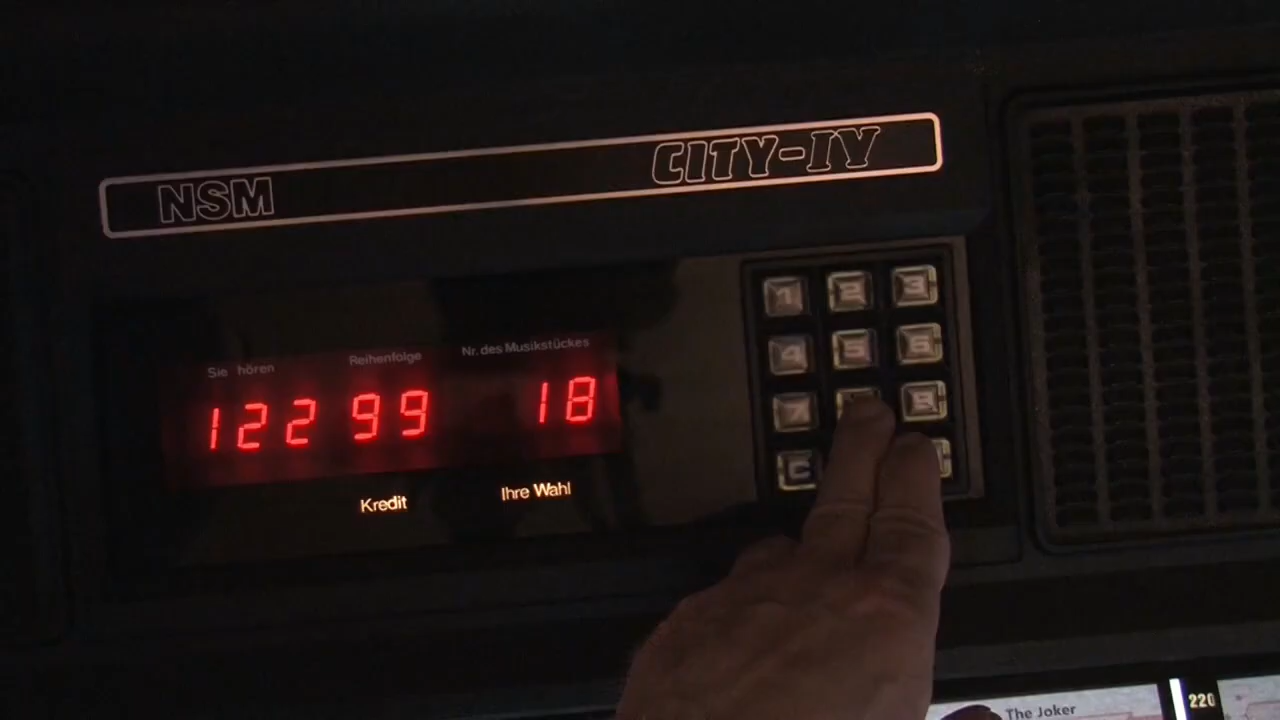 NSM CITY-IV
1 2 3
4 5 6
7 9
C
Sie hören Reihenfolge Nr. des Musikstückes
122 99 18
Kredit Ihre Wahl
The Joker 220